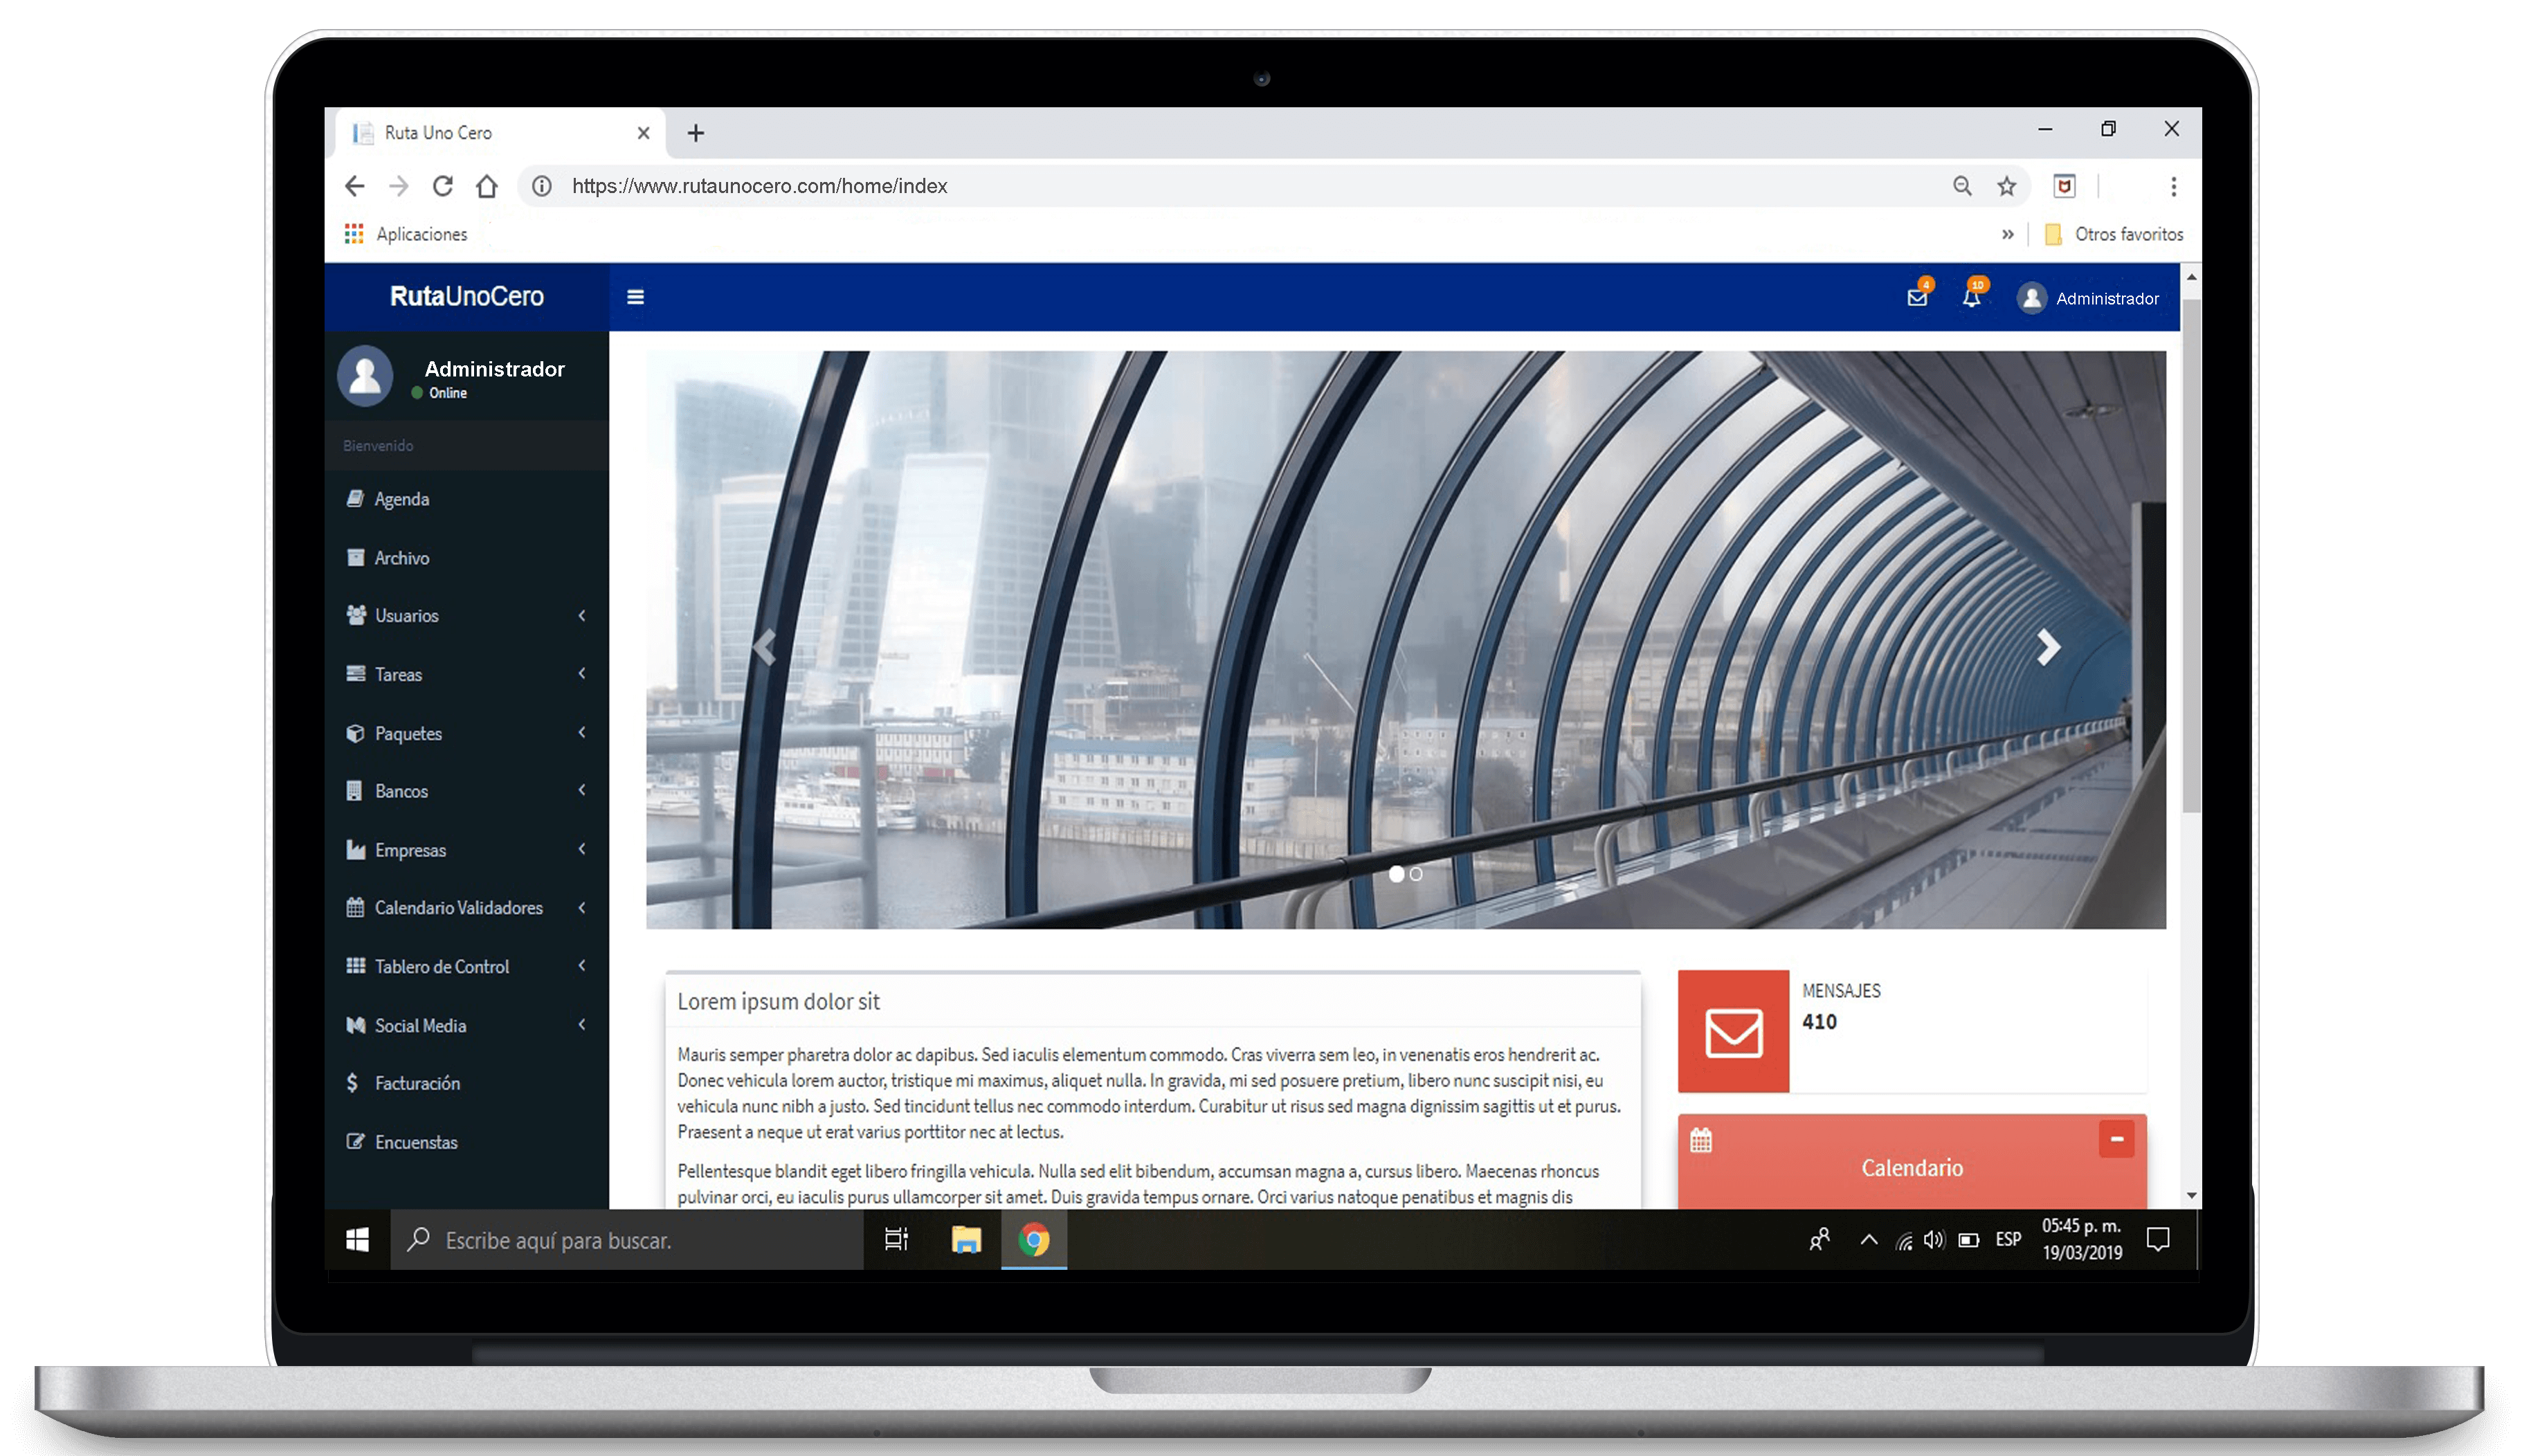 Ruta Uno Cero
https://www.rutaunocero.com/home/index
Aplicaciones
Otros favoritos
RutaUnoCero
4
10
Administrador
Administrador
Online
Bienvenido
Agenda
Archivo
Usuarios
Tareas
Paquetes
Bancos
Empresas
Calendario Validadores
Tablero de Control
Social Media
Facturación
Encuenstas
Lorem ipsum dolor sit
Mauris semper pharetra dolor ac dapibus. Sed iaculis elementum commodo. Cras viverra sem leo, in venenatis eros hendrerit ac.
Donec vehicula lorem auctor, tristique mi maximus, aliquet nulla. In gravida, mi sed posuere pretium, libero nunc suscipit nisi, eu
vehicula nunc nibh a justo. Sed tincidunt tellus nec commodo interdum. Curabitur ut risus sed magna dignissim sagittis ut et purus.
Praesent a neque ut erat varius porttitor nec at lectus.
Pellentesque blandit eget libero fringilla vehicula. Nulla sed elit bibendum, accumsan magna a, cursus libero. Maecenas rhoncus
pulvinar orci, eu iaculis purus ullamcorper sit amet. Duis gravida tempus ornare. Orci varius natoque penatibus et magnis dis
MENSAJES
410
Calendario
Escribe aquí para buscar.
ESP
05:45 p. m.
19/03/2019